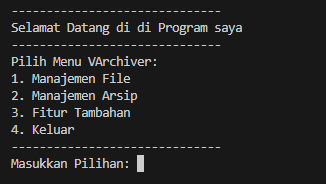 ------------------------------
Selamat Datang di di Program saya
------------------------------
Pilih Menu VArchiver:
1. Manajemen File
2. Manajemen Arsip
3. Fitur Tambahan
4. Keluar
------------------------------
Masukkan Pilihan: